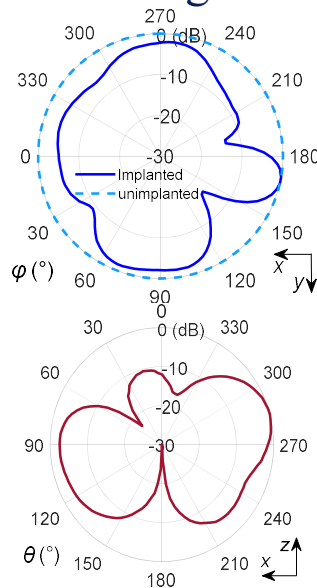 270
300 0 (dB) 240
330 -10 210
-20
0 -30 180
Implanted
unimplanted
30 150
x
φ (°) 60 120 y
90
0
30 0 (dB) 330
60 -10 300
-20
90 -30 270
120 240
θ (°) 150 210 x z
180